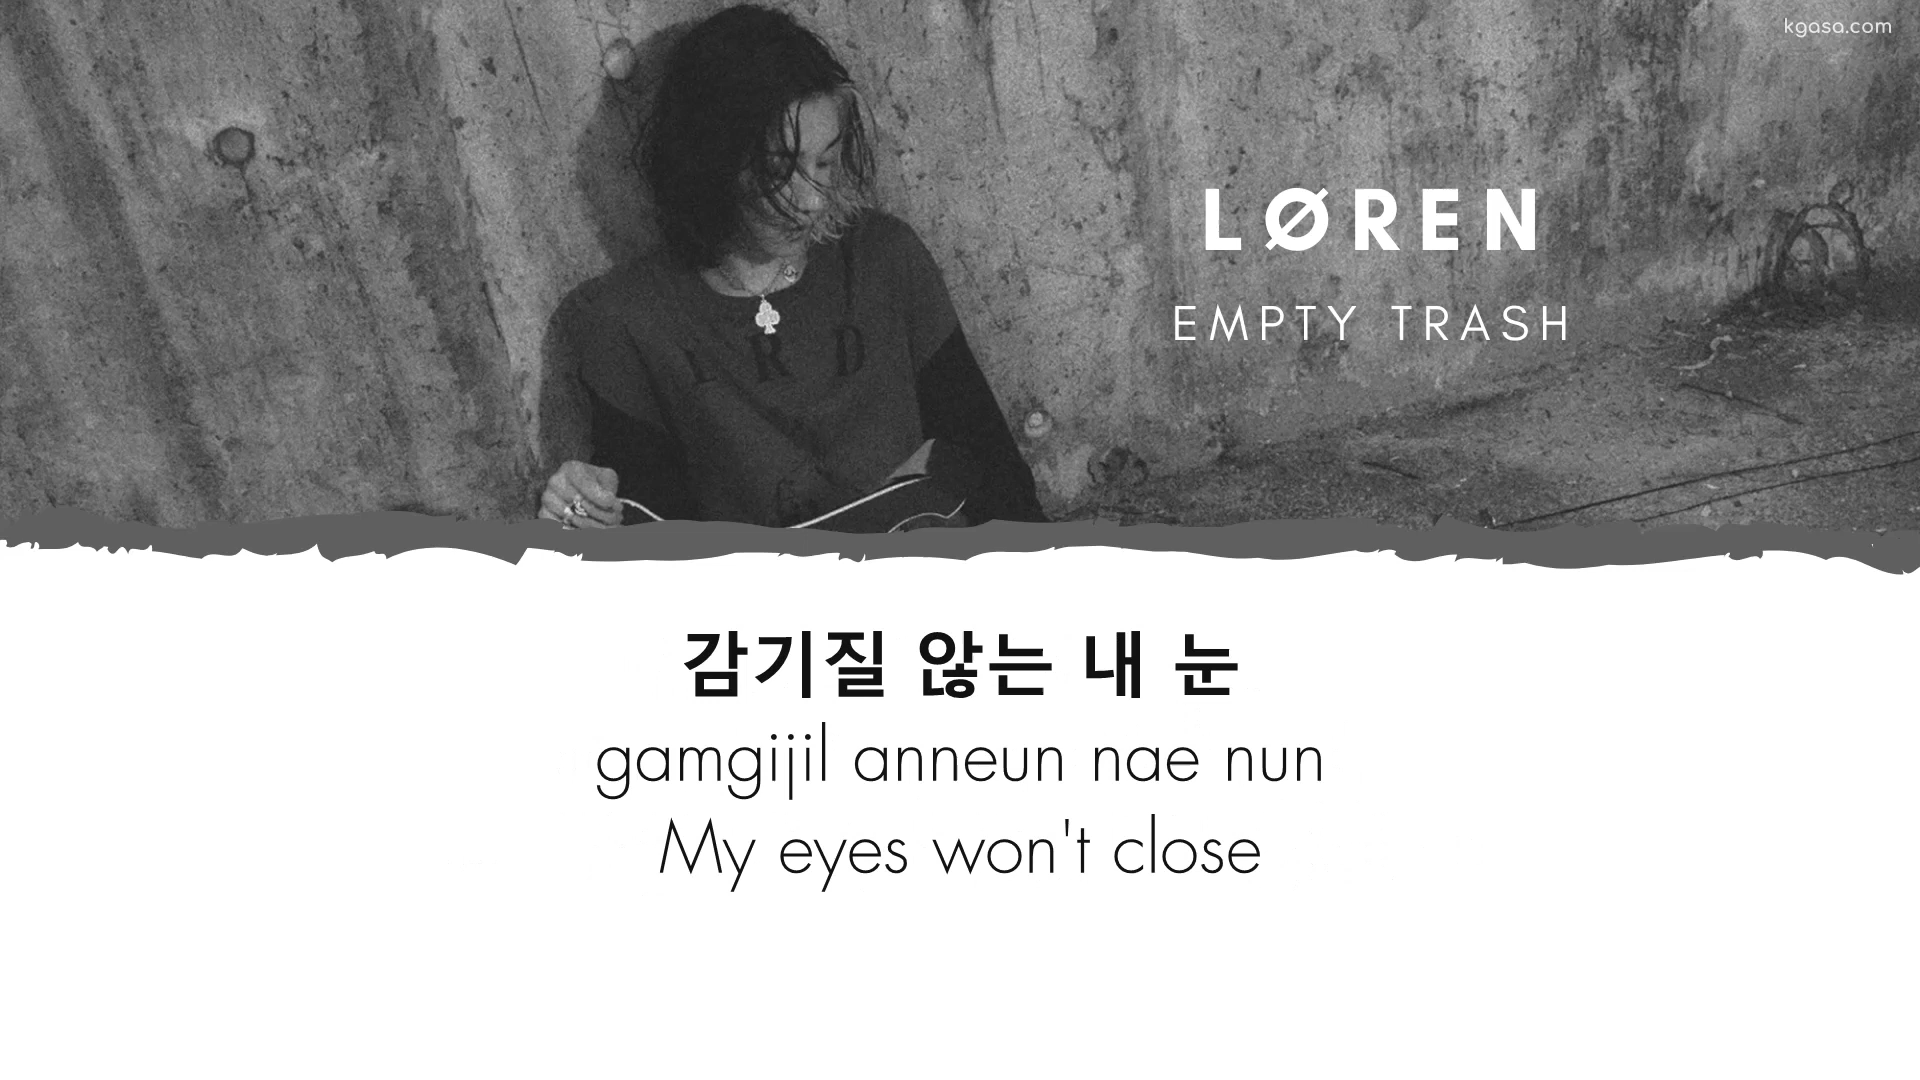 kgasa.com
LØREN
EMPTY TRASH
감기질 않는 내 눈
gamgijil anneun nae nun
My eyes won't close